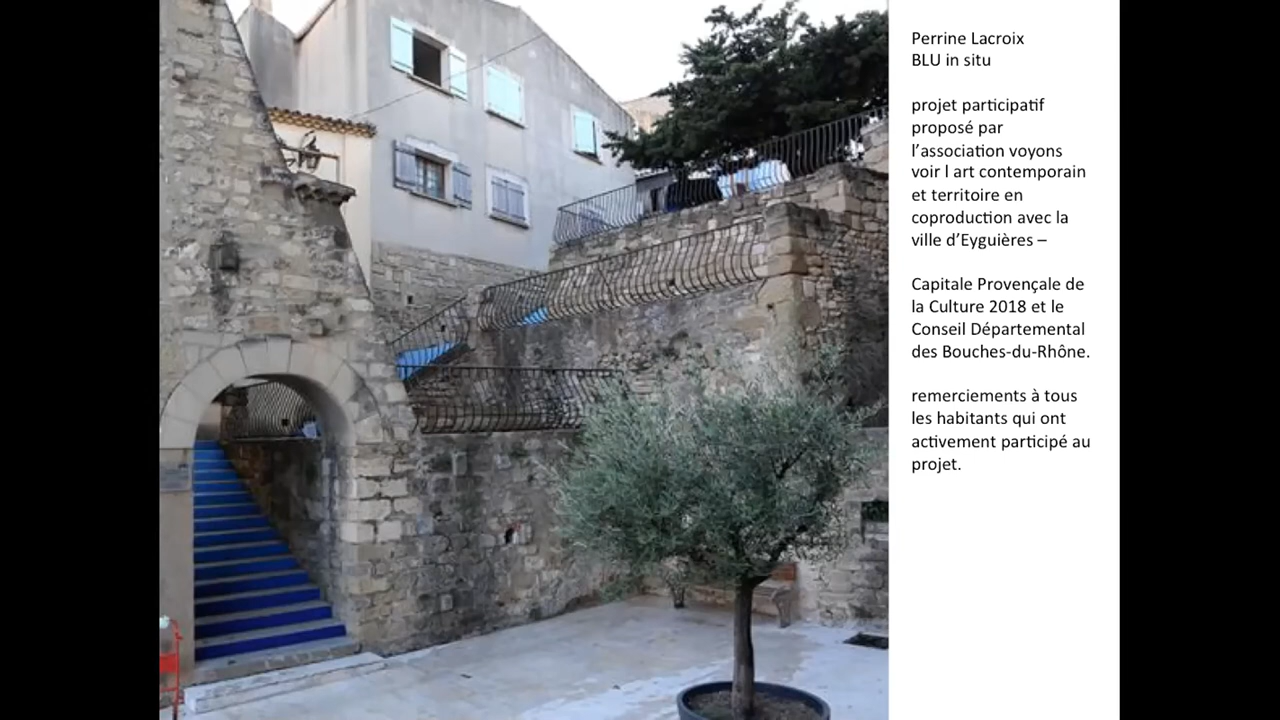 Perrine Lacroix
BLU in situ
projet participatif
proposé par
l’association voyons
voir l art contemporain
et territoire en
coproduction avec la
ville d’Eyguières –
Capitale Provençale de
la Culture 2018 et le
Conseil Départemental
des Bouches-du-Rhône.
remerciements à tous
les habitants qui ont
activement participé au
projet.